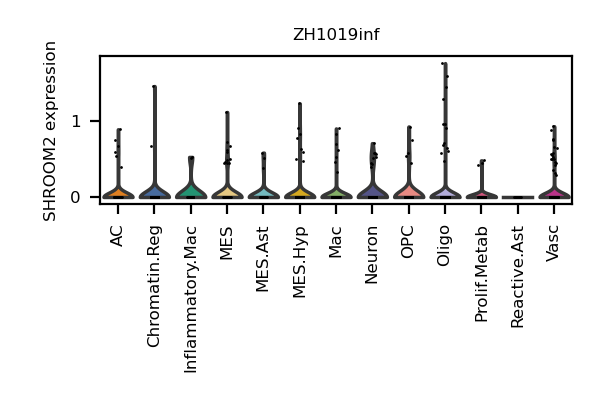 ZH1019inf
SHROOM2 expression
1
0
AC
Chromatin.Reg
Inflammatory.Mac
MES
MES.Ast
MES.Hyp
Mac
Neuron
OPC
Oligo
Prolif.Metab
Reactive.Ast
Vasc